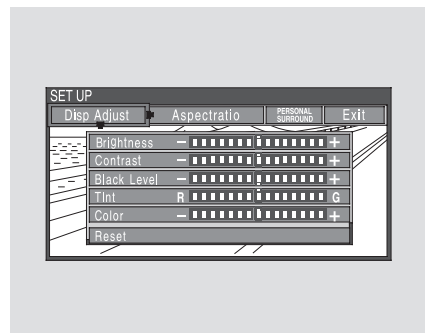 SET UP
Disp Adjust Aspectratio PERSONAL SURROUND Exit
Brightness − +
Contrast − +
Black Level − +
TInt R G
Color − +
Reset